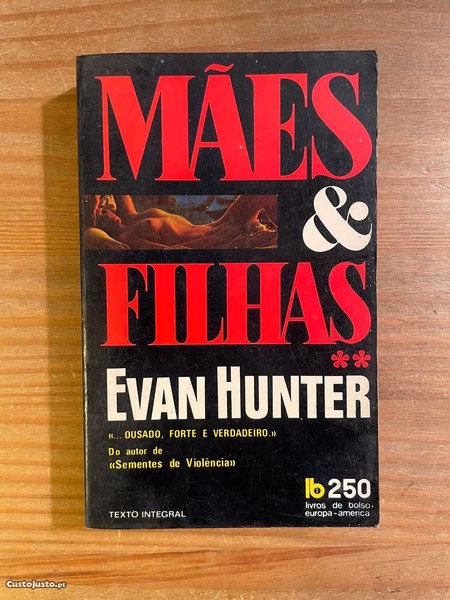 MÃES
&
FILHAS
**
EVAN HUNTER
«... OUSADO, FORTE E VERDADEIRO.»
Do autor de
«Sementes de Violência»
lb 250
livros de bolso
europa-america
TEXTO INTEGRAL
CustoJusto.pt